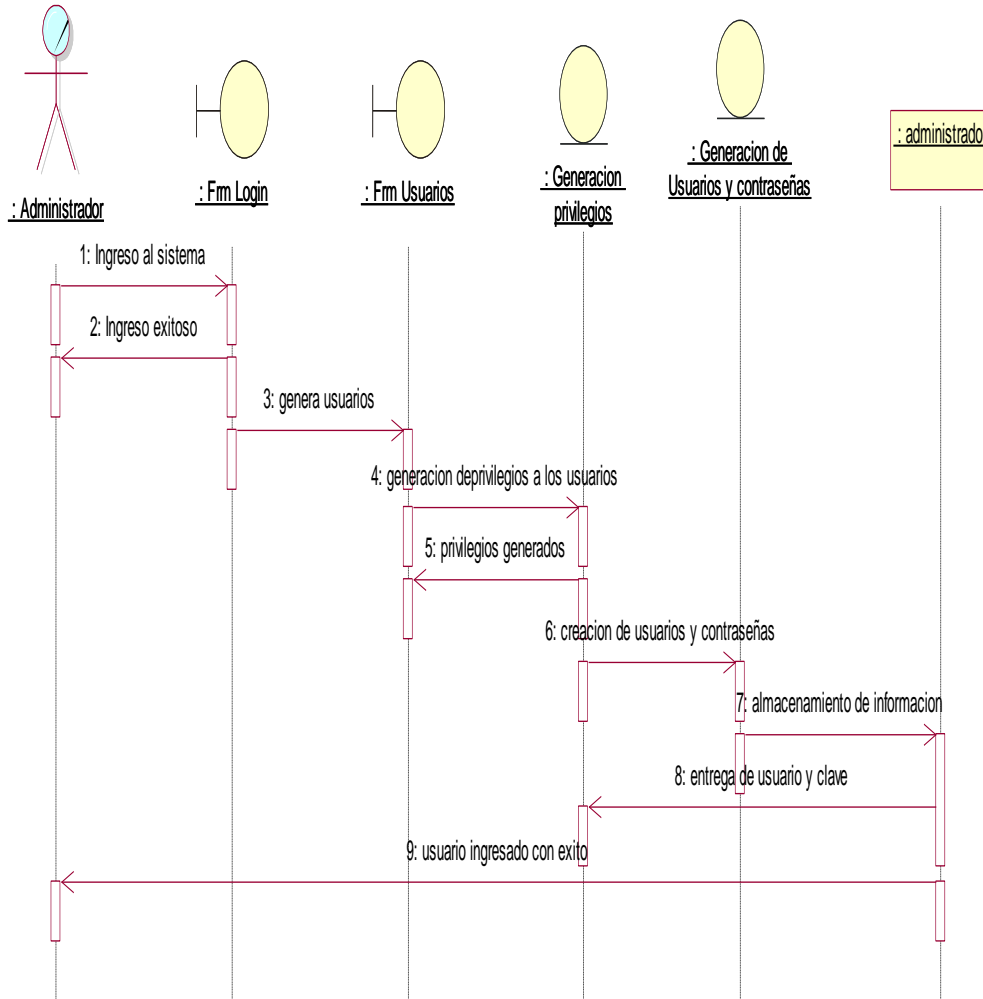 : Administrador
: Frm Login
: Frm Usuarios
: Generacion
privilegios
: Generacion de
Usuarios y contraseñas
: administrado
1: Ingreso al sistema
2: Ingreso exitoso
3: genera usuarios
4: generacion deprivilegios a los usuarios
5: privilegios generados
6: creacion de usuarios y contraseñas
7: almacenamiento de informacion
8: entrega de usuario y clave
9: usuario ingresado con exito